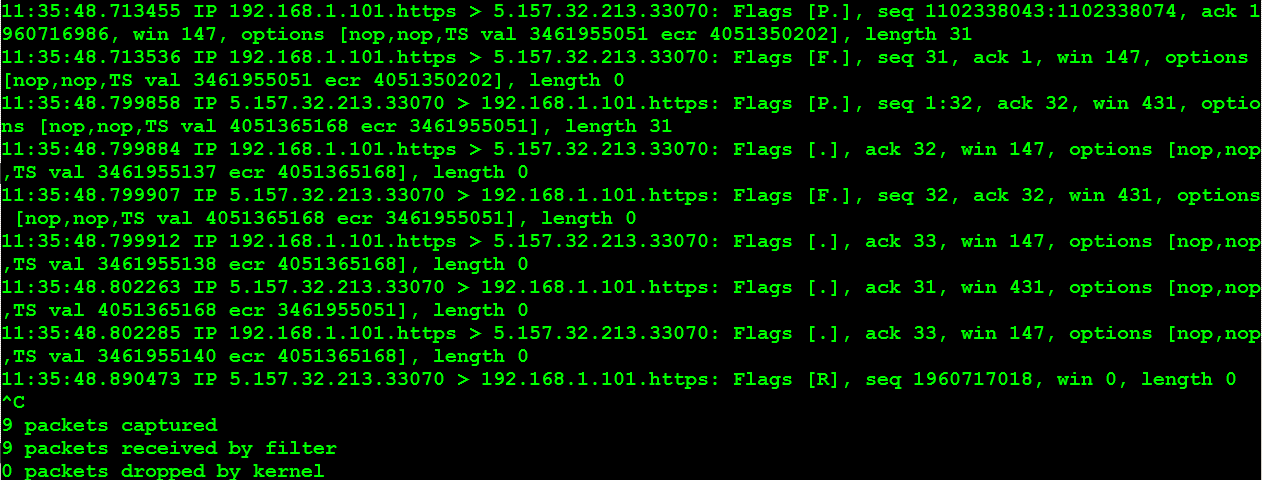 11:35:48.713455 IP 192.168.1.101.https > 5.157.32.213.33070: Flags [P.], seq 1102338043:1102338074, ack 1
960716986, win 147, options [nop,nop,TS val 3461955051 ecr 4051350202], length 31
11:35:48.713536 IP 192.168.1.101.https > 5.157.32.213.33070: Flags [F.], seq 31, ack 1, win 147, options
[nop,nop,TS val 3461955051 ecr 4051350202], length 0
11:35:48.799858 IP 5.157.32.213.33070 > 192.168.1.101.https: Flags [P.], seq 1:32, ack 32, win 431, optio
ns [nop,nop,TS val 4051365168 ecr 3461955051], length 31
11:35:48.799884 IP 192.168.1.101.https > 5.157.32.213.33070: Flags [.], ack 32, win 147, options [nop,nop
,TS val 3461955137 ecr 4051365168], length 0
11:35:48.799907 IP 5.157.32.213.33070 > 192.168.1.101.https: Flags [F.], seq 32, ack 32, win 431, options
[nop,nop,TS val 4051365168 ecr 3461955051], length 0
11:35:48.799912 IP 192.168.1.101.https > 5.157.32.213.33070: Flags [.], ack 33, win 147, options [nop,nop
,TS val 3461955138 ecr 4051365168], length 0
11:35:48.802263 IP 5.157.32.213.33070 > 192.168.1.101.https: Flags [.], ack 31, win 431, options [nop,nop
,TS val 4051365168 ecr 3461955051], length 0
11:35:48.802285 IP 192.168.1.101.https > 5.157.32.213.33070: Flags [.], ack 33, win 147, options [nop,nop
,TS val 3461955140 ecr 4051365168], length 0
11:35:48.890473 IP 5.157.32.213.33070 > 192.168.1.101.https: Flags [R], seq 1960717018, win 0, length 0
^C
9 packets captured
9 packets received by filter
0 packets dropped by kernel